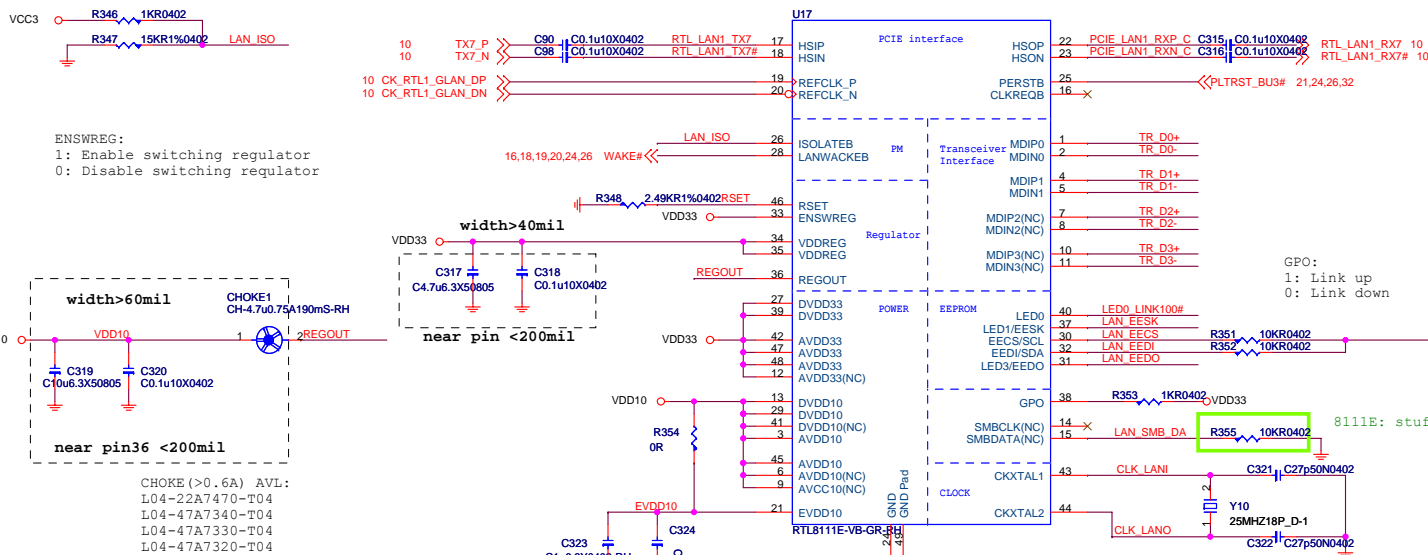 VCC3
R346 1KR0402
R347 15KR1%0402 LAN_ISO
ENSWREG:
1: Enable switching regulator
0: Disable switching requlator
width>60mil
CHOKE1
CH-4.7u0.75A190mS-RH
0
VDD10
1
2
REGOUT
C319
C10u6.3X50805
C320
C0.1u10X0402
near pin36 <200mil
CHOKE(>0.6A) AVL:
L04-22A7470-T04
L04-47A7340-T04
L04-47A7330-T04
L04-47A7320-T04
10 TX7_P C90 C0.1u10X0402 RTL_LAN1_TX7
10 TX7_N C98 C0.1u10X0402 RTL_LAN1_TX7#
10 CK_RTL1_GLAN_DP
10 CK_RTL1_GLAN_DN
LAN_ISO
16,18,19,20,24,26 WAKE#
R348 2.49KR1%0402 RSET
VDD33
width>40mil
VDD33
C317
C4.7u6.3X50805
C318
C0.1u10X0402
near pin <200mil
REGOUT
VDD33
VDD10
R354
0R
EVDD10
C323
C324
U17
PCIE interface
17 HSIP
18 HSIN
19 REFCLK_P
20 REFCLK_N
26 ISOLATEB
28 LANWACKEB
PM
46 RSET
33 ENSWREG
34 VDDREG
35 VDDREG
Regulator
36 REGOUT
27 DVDD33
39 DVDD33
POWER
42 AVDD33
47 AVDD33
48 AVDD33
12 AVDD33(NC)
13 DVDD10
29 DVDD10
41 DVDD10(NC)
3 AVDD10
45 AVDD10
6 AVDD10(NC)
9 AVCC10(NC)
21 EVDD10
RTL8111E-VB-GR-RH
GND
GND Pad
24
49
HSOP 22 PCIE_LAN1_RXP_C C315 C0.1u10X0402 RTL_LAN1_RX7 10
HSON 23 PCIE_LAN1_RXN_C C316 C0.1u10X0402 RTL_LAN1_RX7# 10
PERSTB 25 PLTRST_BU3# 21,24,26,32
CLKREQB 16
Transceiver
Interface
MDIP0 1 TR_D0+
MDIN0 2 TR_D0-
MDIP1 4 TR_D1+
MDIN1 5 TR_D1-
MDIP2(NC) 7 TR_D2+
MDIN2(NC) 8 TR_D2-
MDIP3(NC) 10 TR_D3+
MDIN3(NC) 11 TR_D3-
GPO:
1: Link up
0: Link down
EEPROM
LED0 40 LED0_LINK100#
LED1/EESK 37 LAN_EESK
EECS/SCL 30 LAN_EECS R351 10KR0402
EEDI/SDA 32 LAN_EEDI R352 10KR0402
LED3/EEDO 31 LAN_EEDO
GPO 38 R353 1KR0402 VDD33
SMBCLK(NC) 14
SMBDATA(NC) 15 LAN_SMB_DA R355 10KR0402
8111E: stuf
CLOCK
CKXTAL1 43 CLK_LANI C321 C27p50N0402
2
1
Y10
25MHZ18P_D-1
CKXTAL2 44 CLK_LANO C322 C27p50N0402